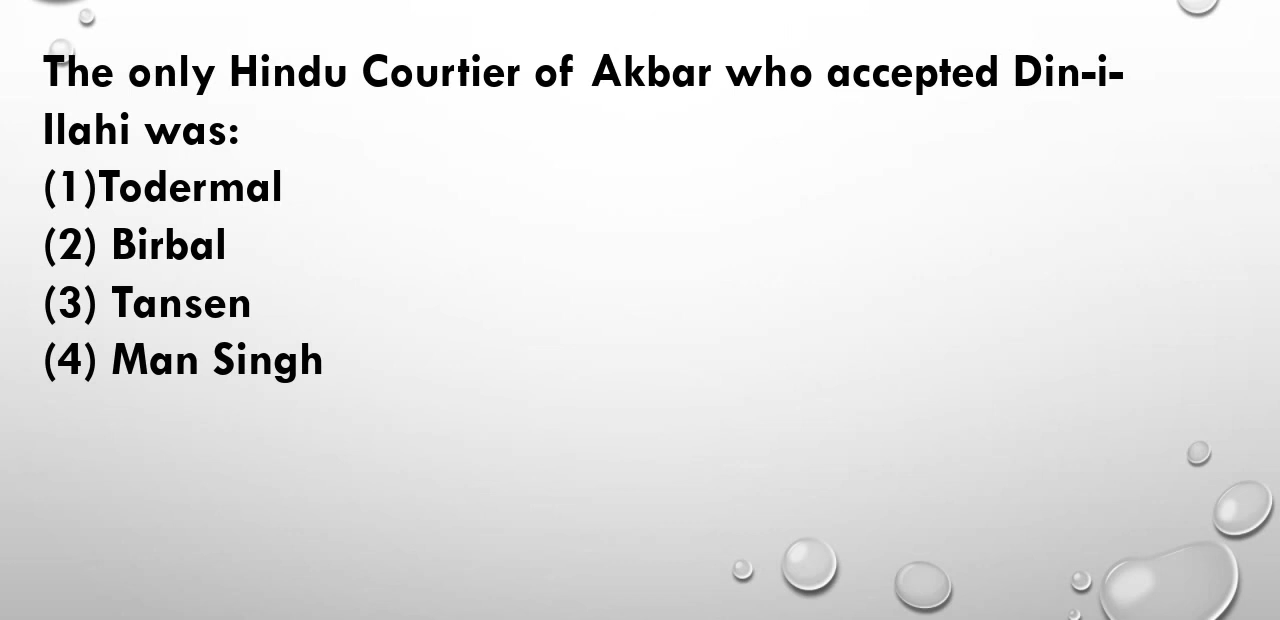 The only Hindu Courtier of Akbar who accepted Din-i-
Ilahi was:
(1)Todermal
(2) Birbal
(3) Tansen
(4) Man Singh